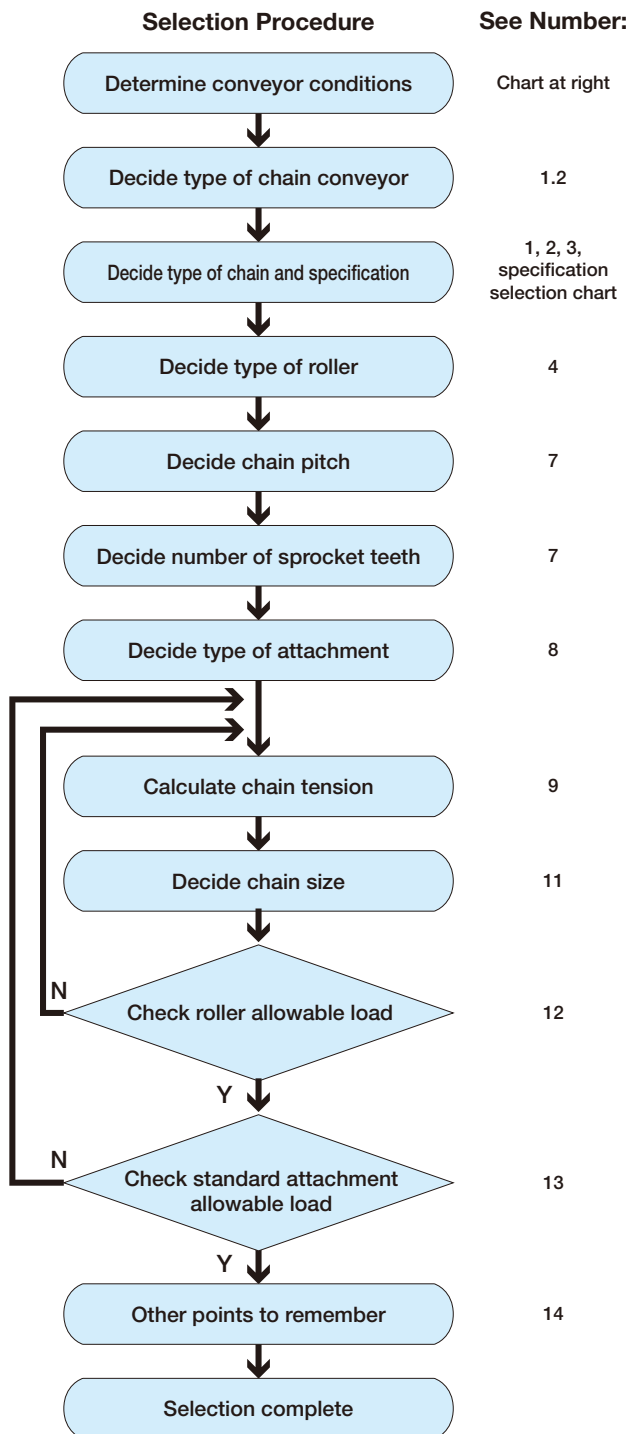 Selection Procedure See Number:
Determine conveyor conditions Chart at right
Decide type of chain conveyor 1.2
Decide type of chain and specification 1, 2, 3,
specification
selection chart
Decide type of roller 4
Decide chain pitch 7
Decide number of sprocket teeth 7
Decide type of attachment 8
Calculate chain tension 9
Decide chain size 11
N
Check roller allowable load 12
Y
N
Check standard attachment
allowable load 13
Y
Other points to remember 14
Selection complete